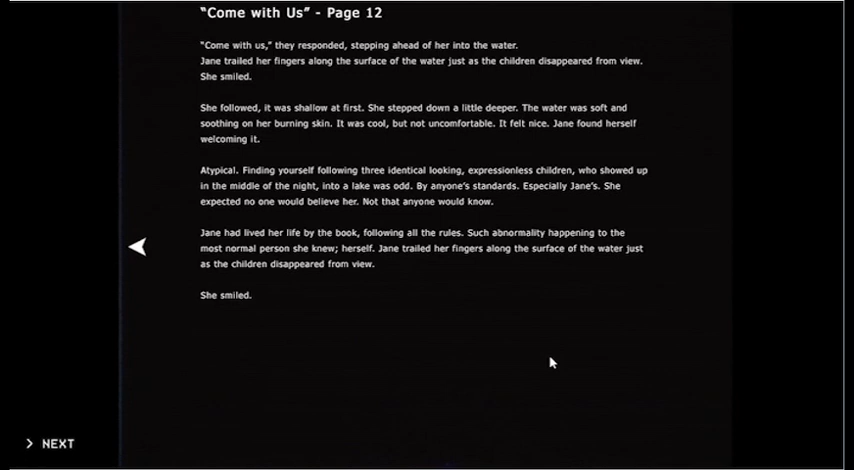 “Come with Us” - Page 12
“Come with us,” they responded, stepping ahead of her into the water.
Jane trailed her fingers along the surface of the water just as the children disappeared from view.
She smiled.
She followed, it was shallow at first. She stepped down a little deeper. The water was soft and
soothing on her burning skin. It was cool, but not uncomfortable. It felt nice. Jane found herself
welcoming it.
Atypical. Finding yourself following three identical looking, expressionless children, who showed up
in the middle of the night, into a lake was odd. By anyone’s standards. Especially Jane’s. She
expected no one would believe her. Not that anyone would know.
Jane had lived her life by the book, following all the rules. Such abnormality happening to the
most normal person she knew; herself. Jane trailed her fingers along the surface of the water just
as the children disappeared from view.
She smiled.
> NEXT